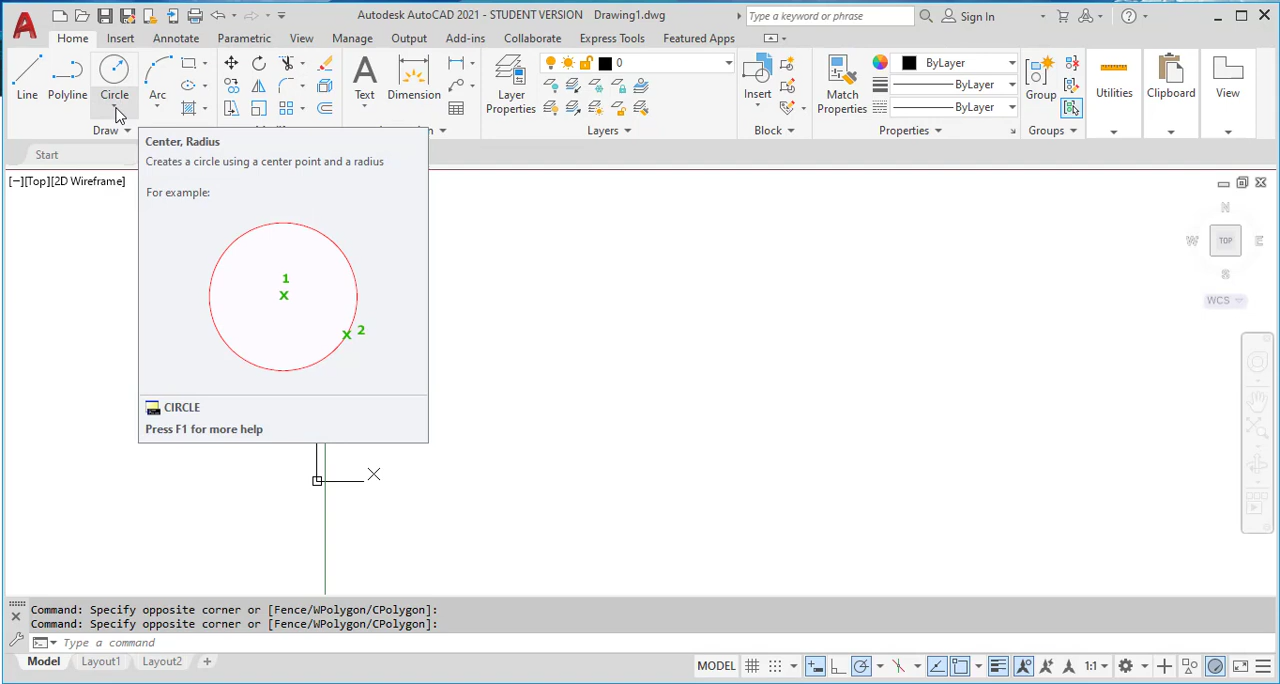 Autodesk AutoCAD 2021 - STUDENT VERSION Drawing1.dwg
Type a keyword or phrase
Sign In
Home Insert Annotate Parametric View Manage Output Add-ins Collaborate Express Tools Featured Apps
Line Polyline Circle Arc
Text Dimension
Layer Properties
0
Insert
Match Properties
ByLayer
ByLayer
ByLayer
Group
Utilities
Clipboard
View
Draw
Layers Block Properties Groups
Start
[−][Top][2D Wireframe]
Center, Radius
Creates a circle using a center point and a radius
For example:
1
x
x 2
CIRCLE
Press F1 for more help
X
N
W TOP E
S
WCS
Command: Specify opposite corner or [Fence/WPolygon/CPolygon]:
Command: Specify opposite corner or [Fence/WPolygon/CPolygon]:
Type a command
Model Layout1 Layout2 +
MODEL
1:1